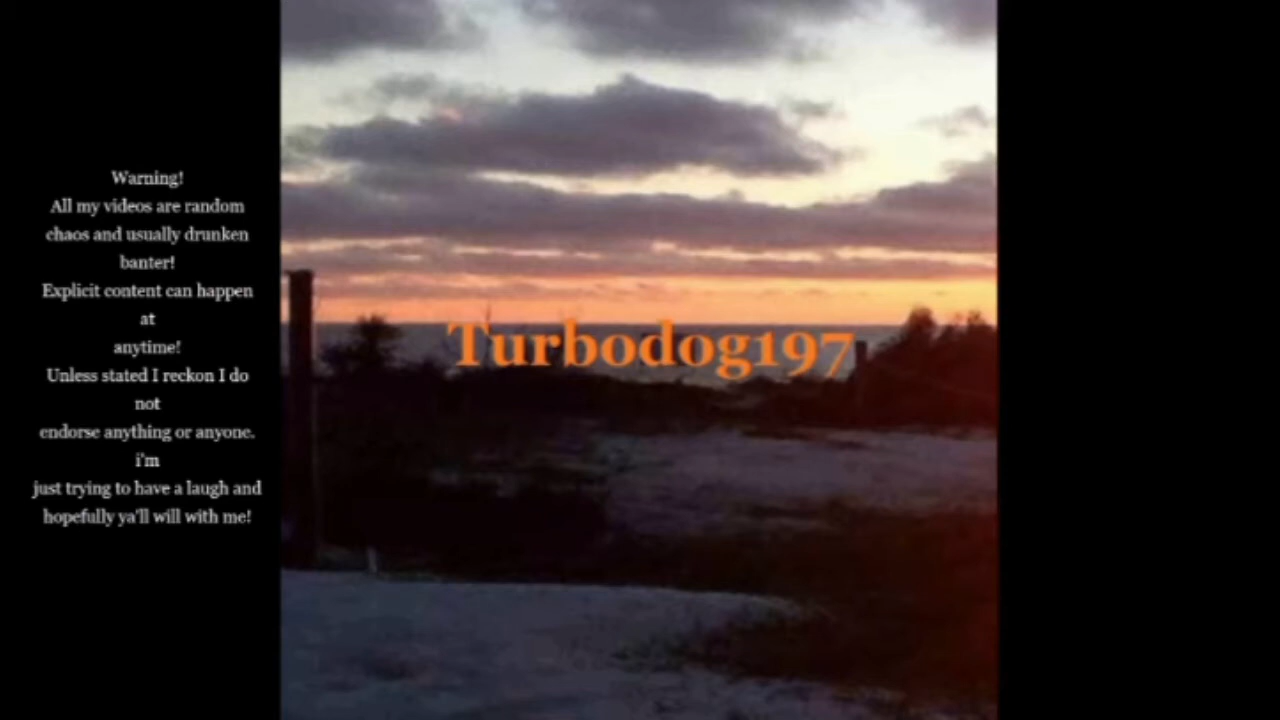 Warning!
All my videos are random
chaos and usually drunken
banter!
Explicit content can happen
at
anytime!
Unless stated I reckon I do
not
endorse anything or anyone.
i'm
just trying to have a laugh and
hopefully ya'll will with me!
Turbodog197